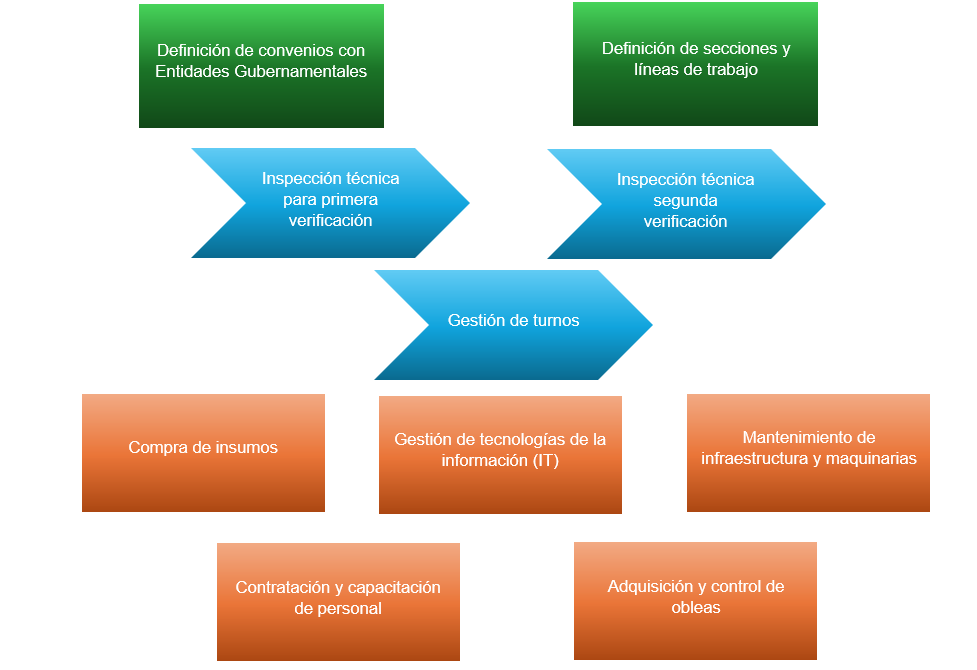 Definición de convenios con
Entidades Gubernamentales
Definición de secciones y
líneas de trabajo
Inspección técnica
para primera
verificación
Inspección técnica
segunda
verificación
Gestión de turnos
Compra de insumos
Gestión de tecnologías de la
información (IT)
Mantenimiento de
infraestructura y maquinarias
Contratación y capacitación
de personal
Adquisición y control de
obleas